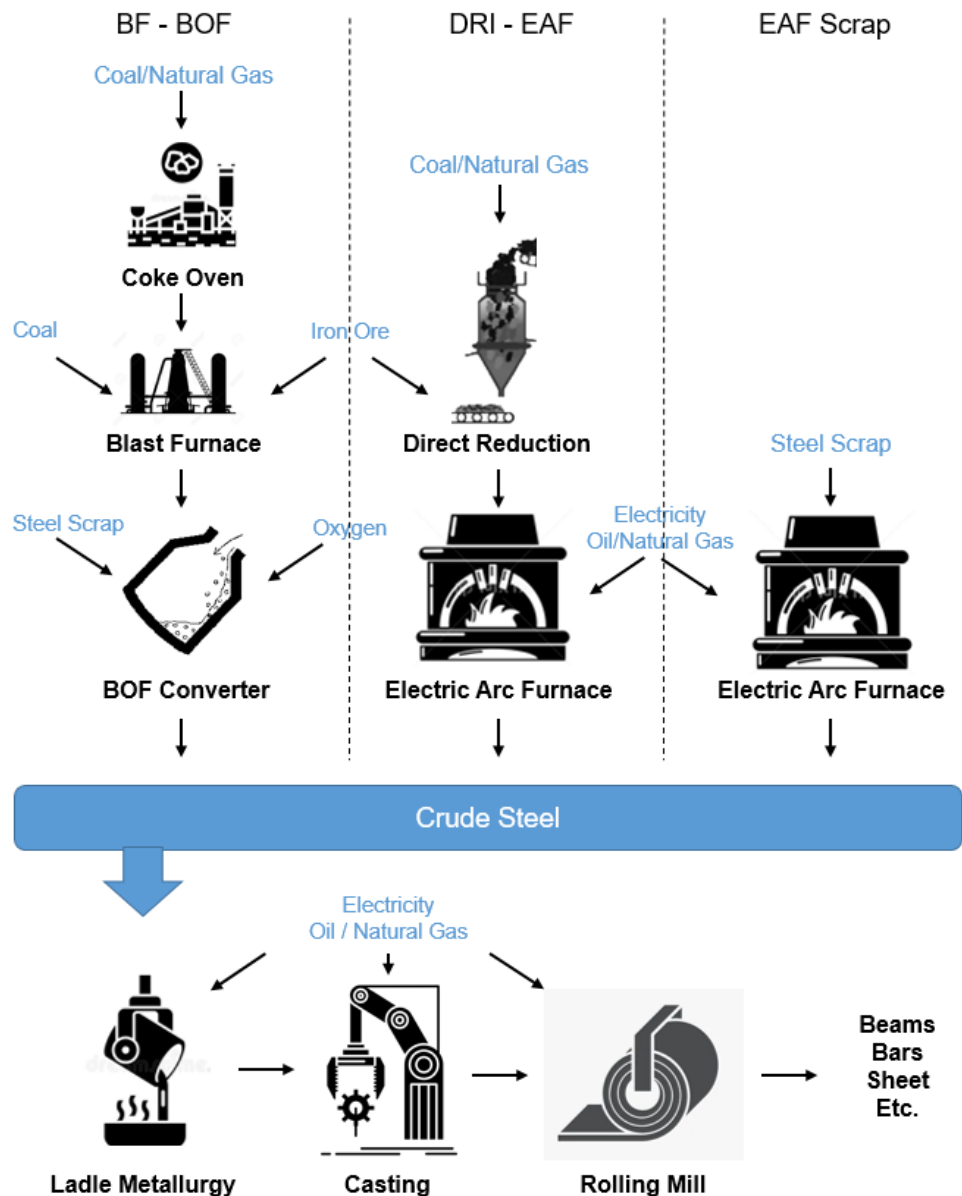 BF - BOF
DRI - EAF
EAF Scrap
Coal/Natural Gas
Coke Oven
Coal
Iron Ore
Blast Furnace
Steel Scrap
Oxygen
BOF Converter
Coal/Natural Gas
Direct Reduction
Electricity
Oil/Natural Gas
Electric Arc Furnace
Steel Scrap
Electric Arc Furnace
Crude Steel
Electricity
Oil / Natural Gas
Ladle Metallurgy
Casting
Rolling Mill
Beams
Bars
Sheet
Etc.